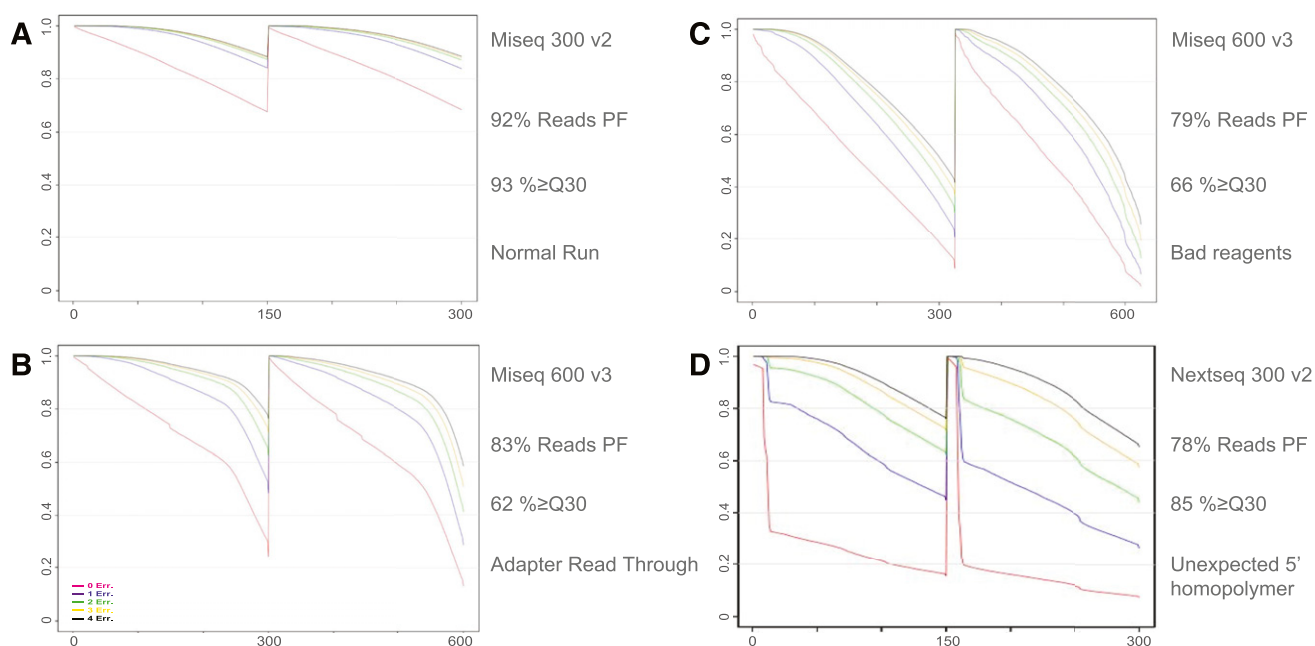 A
1.0
0.8
0.6
0.4
0.2
0
0
150
300
Miseq 300 v2
92% Reads PF
93 %≥Q30
Normal Run
B
1.0
0.8
0.6
0.4
0.2
0
0 Err.
1 Err.
2 Err.
3 Err.
4 Err.
0
300
600
Miseq 600 v3
83% Reads PF
62 %≥Q30
Adapter Read Through
C
1.0
0.8
0.6
0.4
0.2
0
0
300
600
Miseq 600 v3
79% Reads PF
66 %≥Q30
Bad reagents
D
1.0
0.8
0.6
0.4
0.2
0
0
150
300
Nextseq 300 v2
78% Reads PF
85 %≥Q30
Unexpected 5’
homopolymer